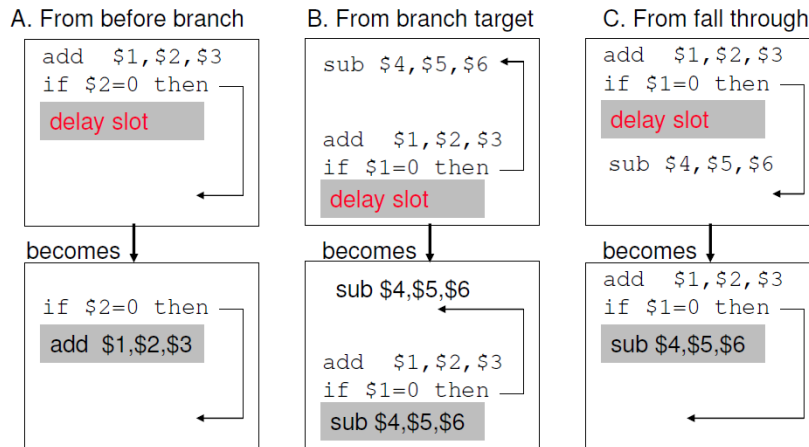 A. From before branch
add $1,$2,$3
if $2=0 then
delay slot
becomes
if $2=0 then
add $1,$2,$3
B. From branch target
sub $4,$5,$6
add $1,$2,$3
if $1=0 then
delay slot
becomes
sub $4,$5,$6
add $1,$2,$3
if $1=0 then
sub $4,$5,$6
C. From fall through
add $1,$2,$3
if $1=0 then
delay slot
sub $4,$5,$6
becomes
add $1,$2,$3
if $1=0 then
sub $4,$5,$6